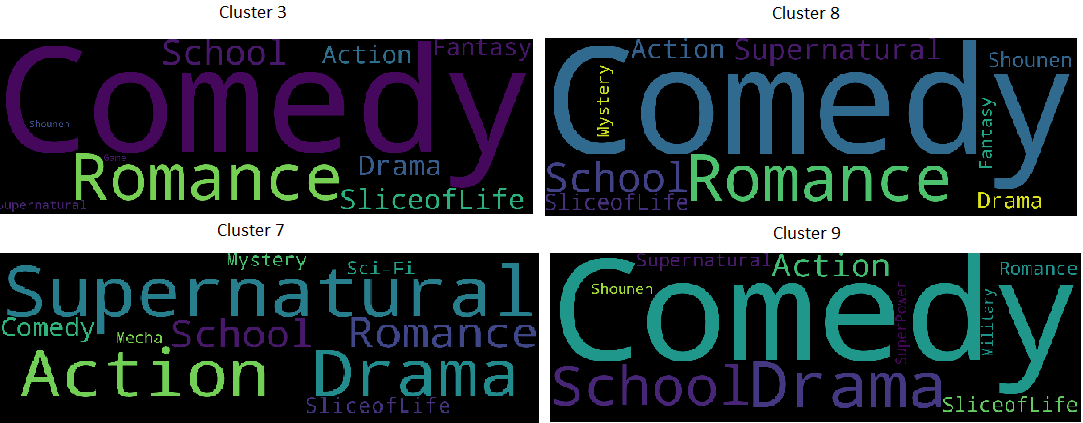 Cluster 3
School
Action
Fantasy
Comedy
Shounen
Game
Romance
Drama
SliceofLife
Supernatural
Cluster 8
Action
Supernatural
Shounen
Comedy
Mystery
Fantasy
School
Romance
SliceofLife
Drama
Cluster 7
Mystery
Sci-Fi
Supernatural
Comedy
Mecha
School
Romance
Action
Drama
SliceofLife
Cluster 9
Supernatural
Action
Romance
Shounen
Comedy
SuperPower
Military
School
Drama
SliceofLife